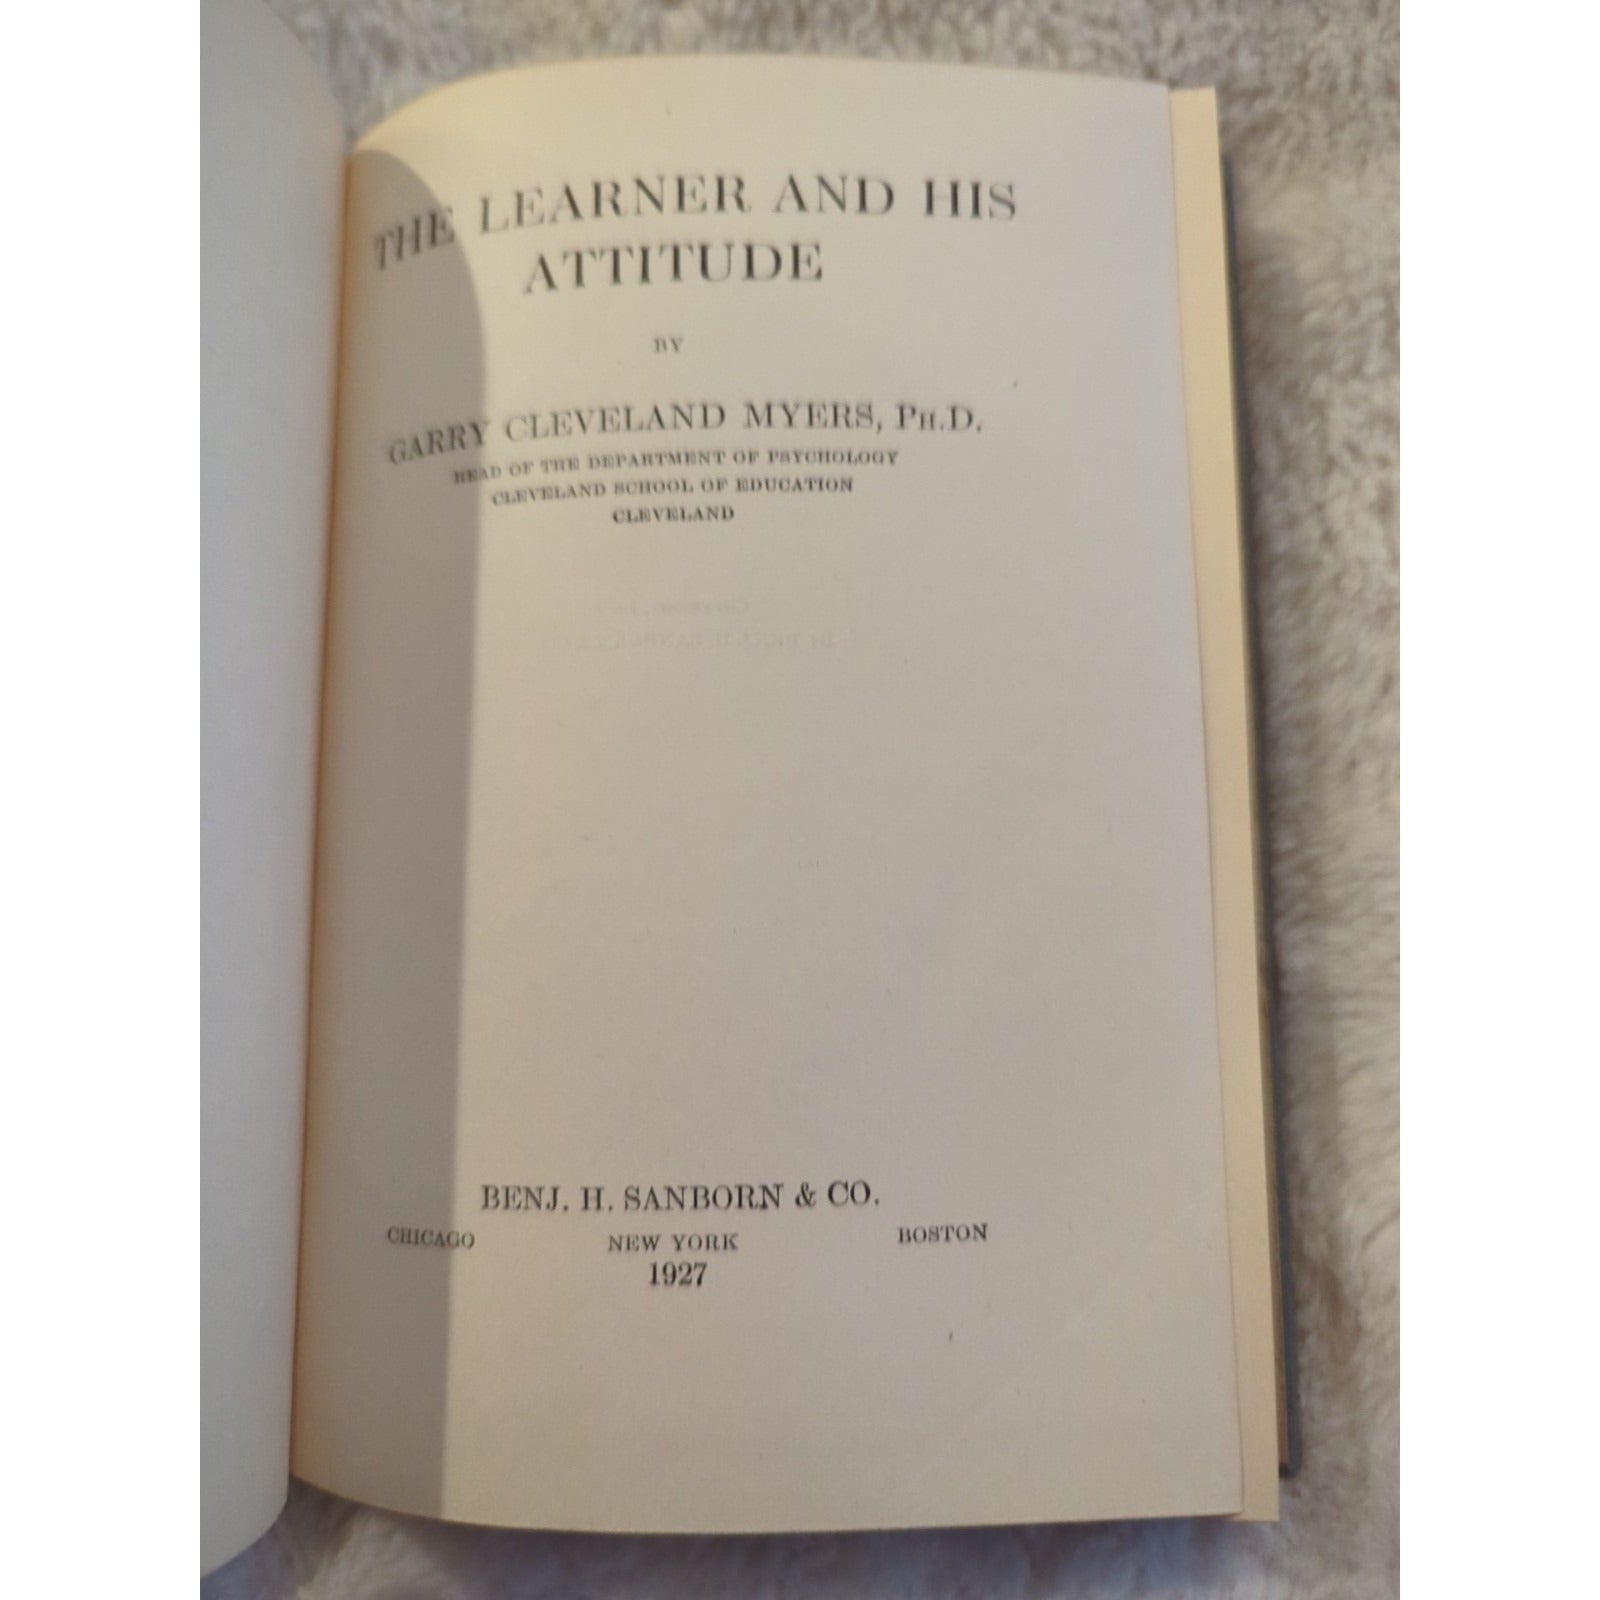 THE LEARNER AND HIS
ATTITUDE
BY
GARRY CLEVELAND MYERS, PH.D.
HEAD OF THE DEPARTMENT OF PSYCHOLOGY
CLEVELAND SCHOOL OF EDUCATION
CLEVELAND
BENJ. H. SANBORN & CO.
CHICAGO NEW YORK BOSTON
1927